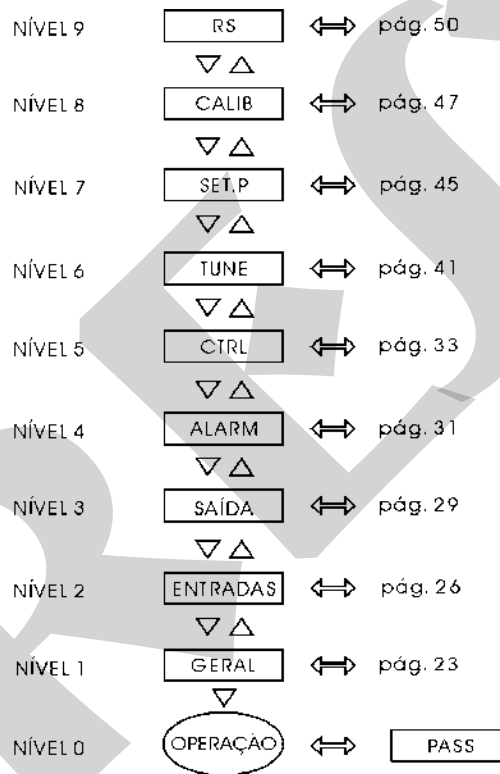 NÍVEL 9 RS pág. 50
NÍVEL 8 CALIB pág. 47
NÍVEL 7 SET.P pág. 45
NÍVEL 6 TUNE pág. 41
NÍVEL 5 CTRL pág. 33
NÍVEL 4 ALARM pág. 31
NÍVEL 3 SAÍDA pág. 29
NÍVEL 2 ENTRADAS pág. 26
NÍVEL 1 GERAL pág. 23
NÍVEL 0 OPERAÇÃO PASS